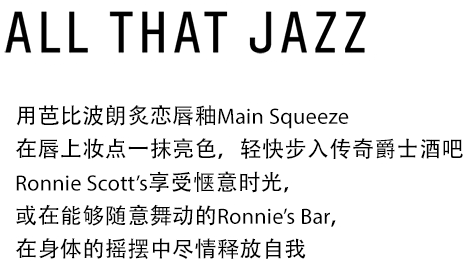 ALL THAT JAZZ
用芭比波朗炙恋唇釉Main Squeeze
在唇上妆点一抹亮色，轻快步入传奇爵士酒吧
Ronnie Scott’s享受惬意时光，
或在能够随意舞动的Ronnie’s Bar，
在身体的摇摆中尽情释放自我